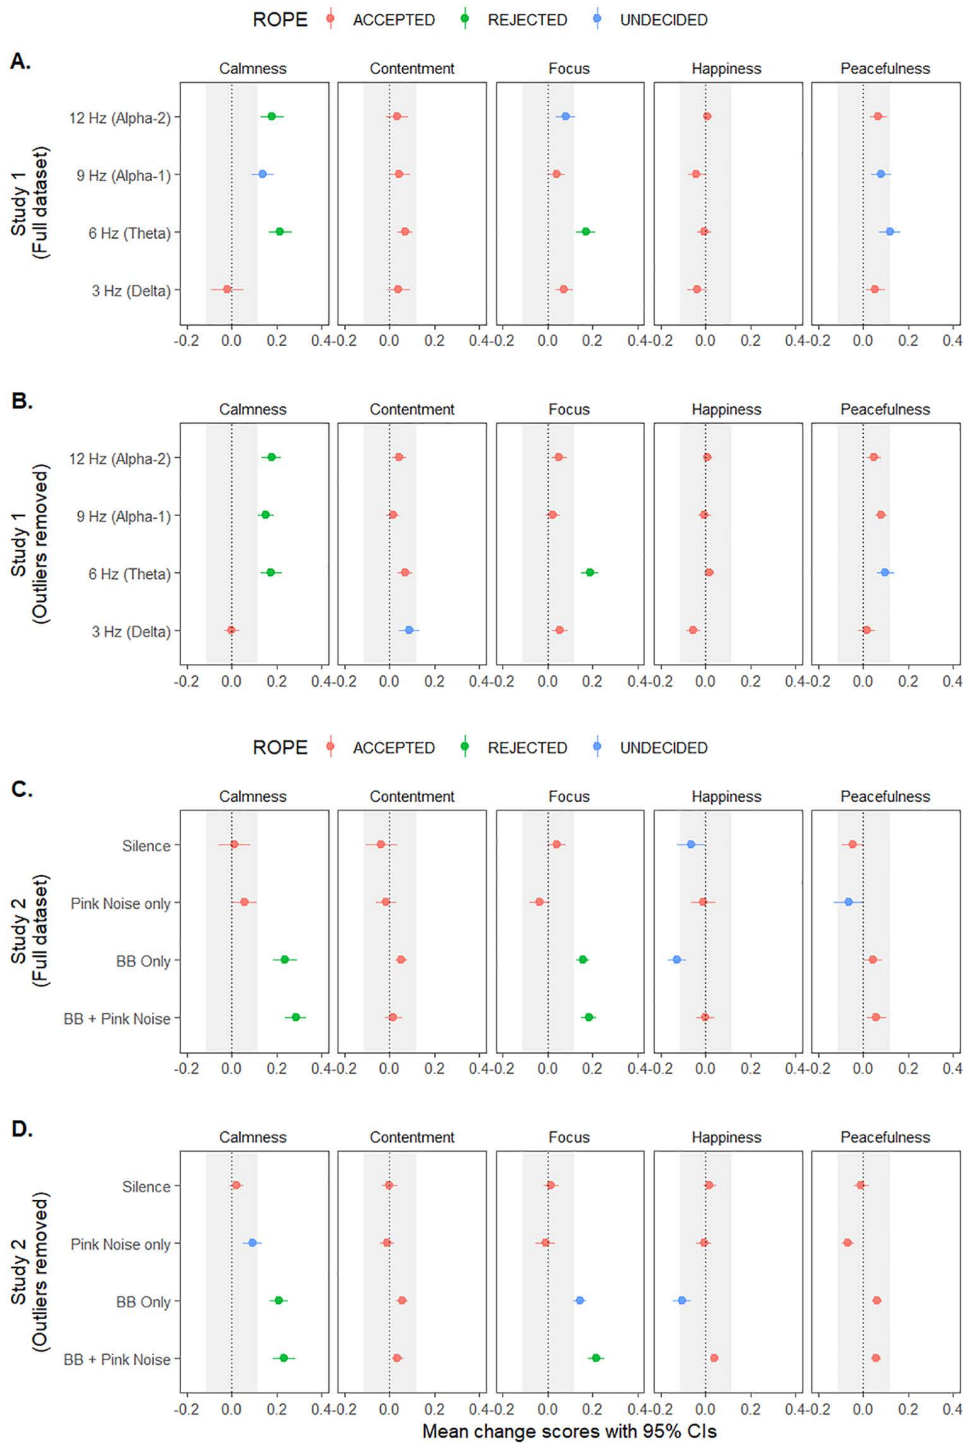 ROPE ACCEPTED REJECTED UNDECIDED
A.
Calmness Contentment Focus Happiness Peacefulness
Study 1
(Full dataset)
12 Hz (Alpha-2)
9 Hz (Alpha-1)
6 Hz (Theta)
3 Hz (Delta)
-0.2 0.0 0.2 0.4 -0.2 0.0 0.2 0.4 -0.2 0.0 0.2 0.4 -0.2 0.0 0.2 0.4 -0.2 0.0 0.2 0.4
B.
Calmness Contentment Focus Happiness Peacefulness
Study 1
(Outliers removed)
12 Hz (Alpha-2)
9 Hz (Alpha-1)
6 Hz (Theta)
3 Hz (Delta)
-0.2 0.0 0.2 0.4 -0.2 0.0 0.2 0.4 -0.2 0.0 0.2 0.4 -0.2 0.0 0.2 0.4 -0.2 0.0 0.2 0.4
ROPE ACCEPTED REJECTED UNDECIDED
C.
Calmness Contentment Focus Happiness Peacefulness
Study 2
(Full dataset)
Silence
Pink Noise only
BB Only
BB + Pink Noise
-0.2 0.0 0.2 0.4 -0.2 0.0 0.2 0.4 -0.2 0.0 0.2 0.4 -0.2 0.0 0.2 0.4 -0.2 0.0 0.2 0.4
D.
Calmness Contentment Focus Happiness Peacefulness
Study 2
(Outliers removed)
Silence
Pink Noise only
BB Only
BB + Pink Noise
-0.2 0.0 0.2 0.4 -0.2 0.0 0.2 0.4 -0.2 0.0 0.2 0.4 -0.2 0.0 0.2 0.4 -0.2 0.0 0.2 0.4
Mean change scores with 95% CIs